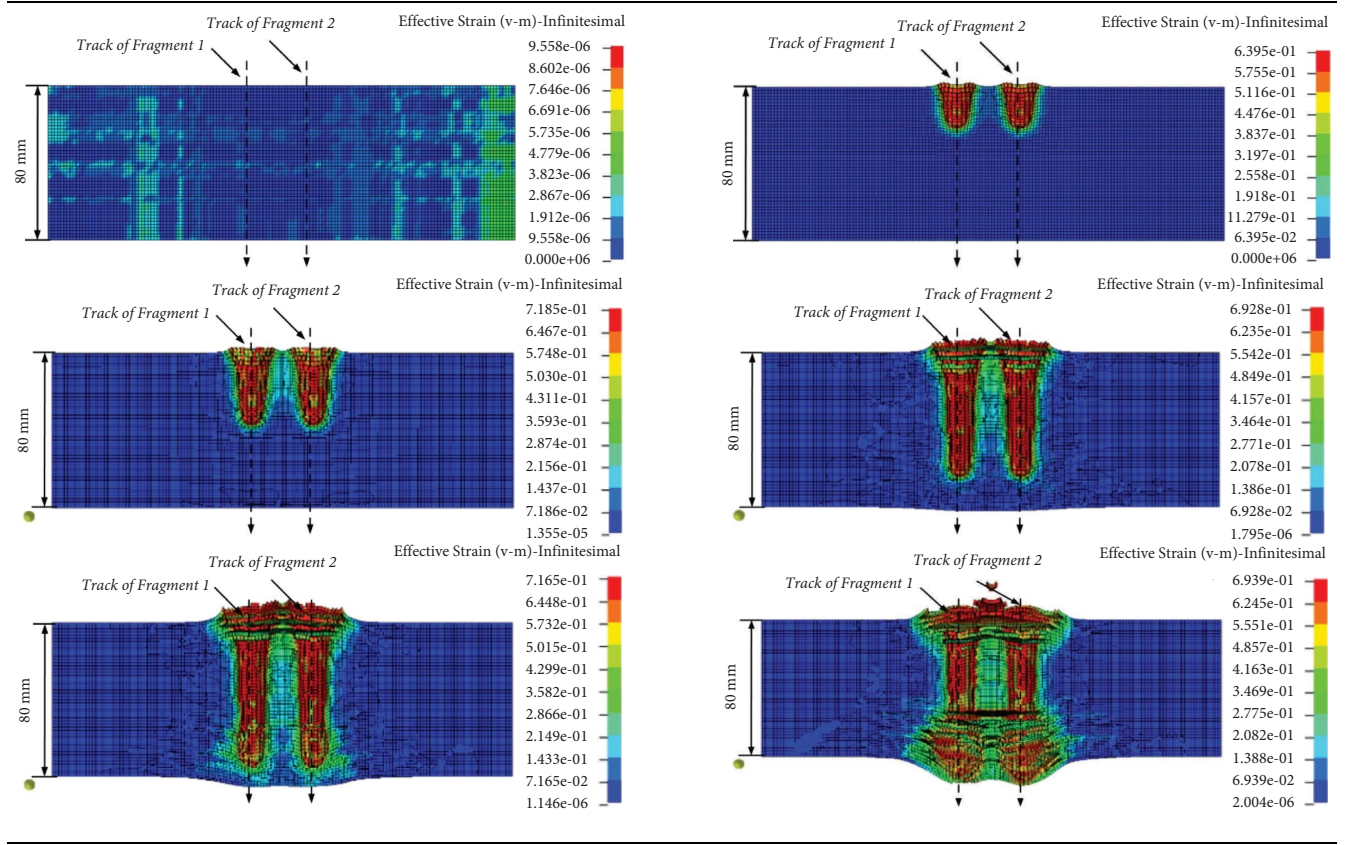 Track of Fragment 2
Track of Fragment 1
Effective Strain (v-m)-Infinitesimal
9.558e-06
8.602e-06
7.646e-06
6.691e-06
5.735e-06
4.779e-06
3.823e-06
2.867e-06
1.912e-06
9.558e-06
0.000e+06
80 mm
Track of Fragment 2
Track of Fragment 1
Effective Strain (v-m)-Infinitesimal
6.395e-01
5.755e-01
5.116e-01
4.476e-01
3.837e-01
3.197e-01
2.558e-01
1.918e-01
11.279e-01
6.395e-02
0.000e+06
80 mm
Track of Fragment 2
Track of Fragment 1
Effective Strain (v-m)-Infinitesimal
7.185e-01
6.467e-01
5.748e-01
5.030e-01
4.311e-01
3.593e-01
2.874e-01
2.156e-01
1.437e-01
7.186e-02
1.355e-05
80 mm
Track of Fragment 2
Track of Fragment 1
Effective Strain (v-m)-Infinitesimal
6.928e-01
6.235e-01
5.542e-01
4.849e-01
4.157e-01
3.464e-01
2.771e-01
2.078e-01
1.386e-01
6.928e-02
1.795e-06
80 mm
Track of Fragment 2
Track of Fragment 1
Effective Strain (v-m)-Infinitesimal
7.165e-01
6.448e-01
5.732e-01
5.015e-01
4.299e-01
3.582e-01
2.866e-01
2.149e-01
1.433e-01
7.165e-02
1.146e-06
80 mm
Track of Fragment 2
Track of Fragment 1
Effective Strain (v-m)-Infinitesimal
6.939e-01
6.245e-01
5.551e-01
4.857e-01
4.163e-01
3.469e-01
2.775e-01
2.082e-01
1.388e-01
6.939e-02
2.004e-06
80 mm